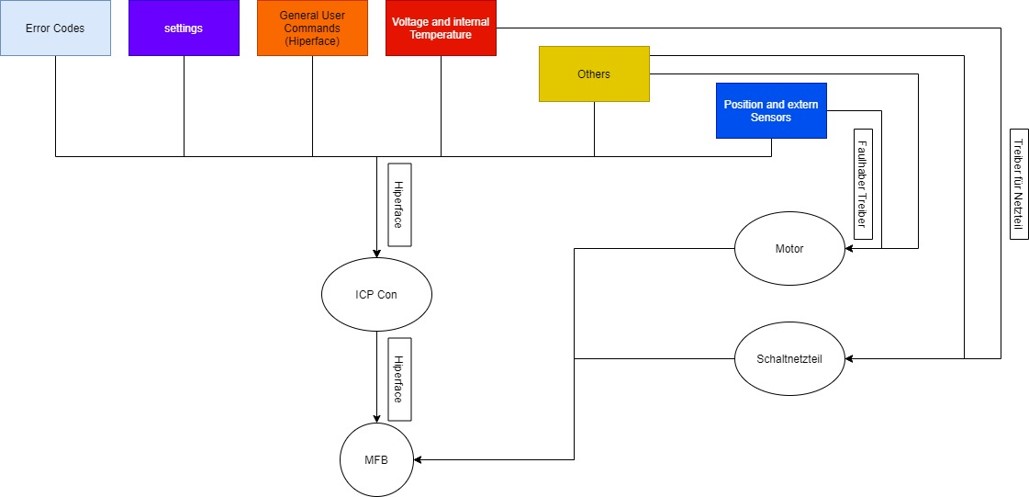 Error Codes
settings
General User
Commands
(Hiperface)
Voltage and internal
Temperature
Others
Position and extern
Sensors
Hiperface
Faulhaber Treiber
Treiber für Netzteil
Motor
ICP Con
Schaltnetzteil
Hiperface
MFB